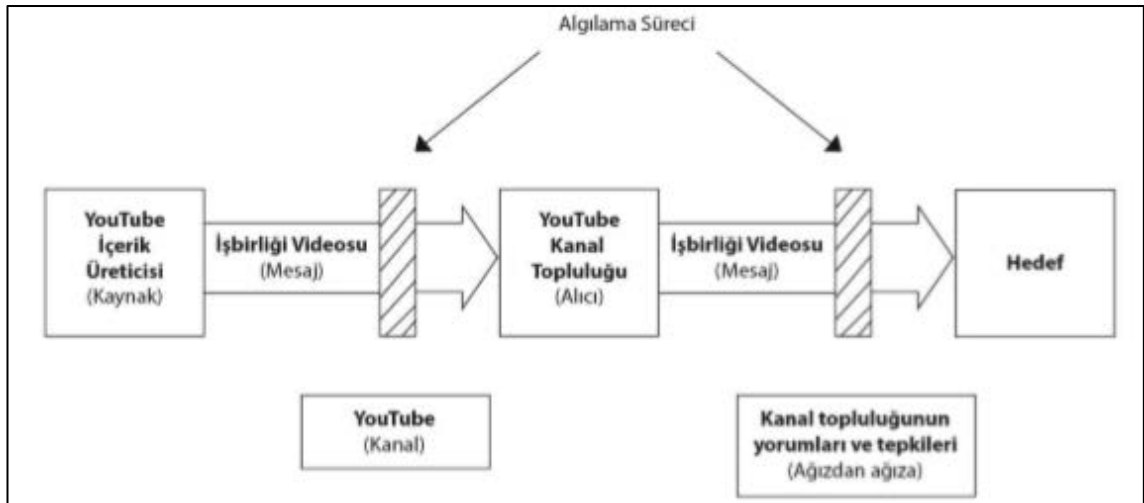 Algılama Süreci
YouTube
İçerik
Üreticisi
(Kaynak)
İşbirliği Videosu
(Mesaj)
YouTube
Kanal
Topluluğu
(Alıcı)
İşbirliği Videosu
(Mesaj)
Hedef
YouTube
(Kanal)
Kanal topluluğunun
yorumları ve tepkileri
(Ağızdan ağıza)